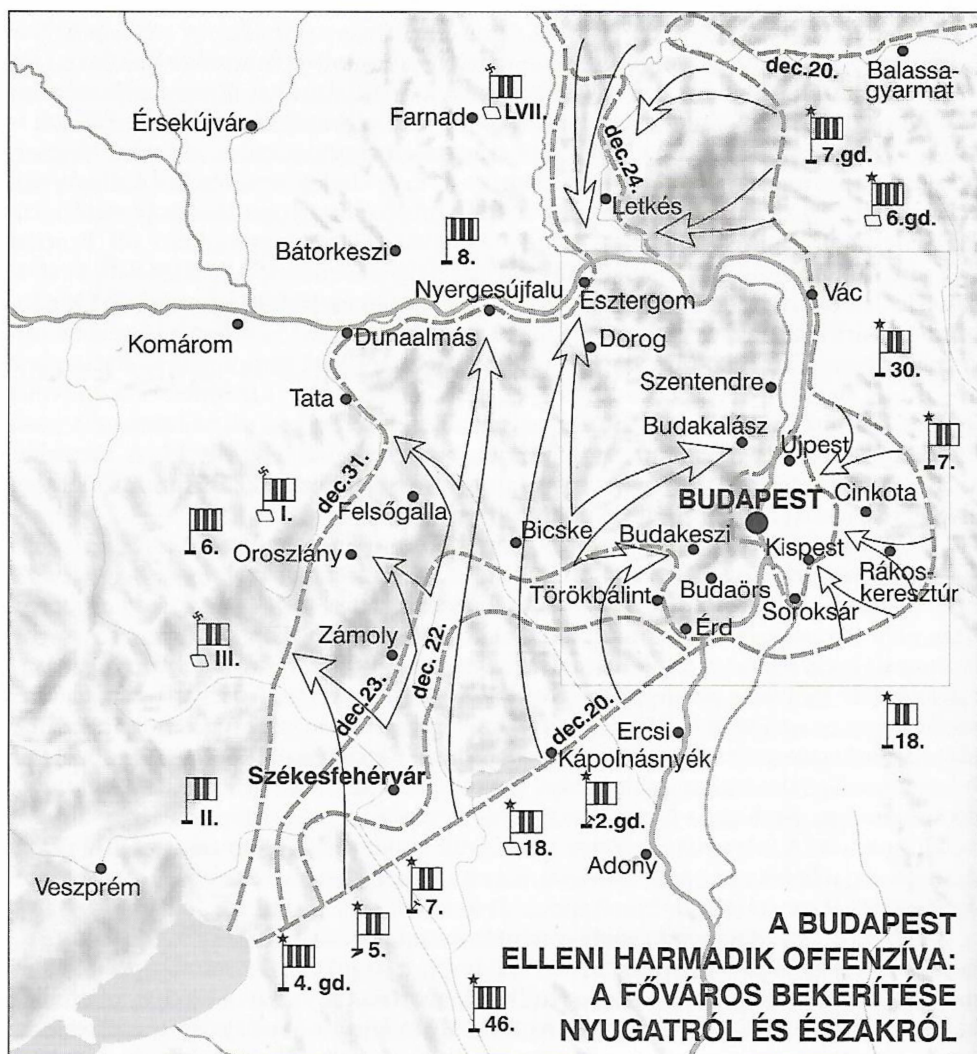 dec.20.
Balassa-
gyarmat
LVII.
Farnad
Érsekújvár
7.gd.
dec.24.
6.gd.
Letkés
8.
Bátorkeszi
Nyergesújfalu
Esztergom
Vác
Komárom
Dunaalmás
Dorog
30.
Szentendre
Tata
Budakalász
Újpest
7.
dec.31.
Felsőgalla
I.
BUDAPEST
Cinkota
6.
Oroszlány
Bicske
Budakeszi
Kispest
Rákos-
keresztúr
Törökbálint
Budaörs
Soroksár
Érd
III.
Zámoly
dec. 22.
dec.23.
dec.20.
Ercsi
18.
Kápolnásnyék
Székesfehérvár
II.
2.gd.
18.
Adony
Veszprém
7.
5.
4. gd.
46.
A BUDAPEST
ELLENI HARMADIK OFFENZÍVA:
A FŐVÁROS BEKERÍTÉSE
NYUGATRÓL ÉS ÉSZAKRÓL